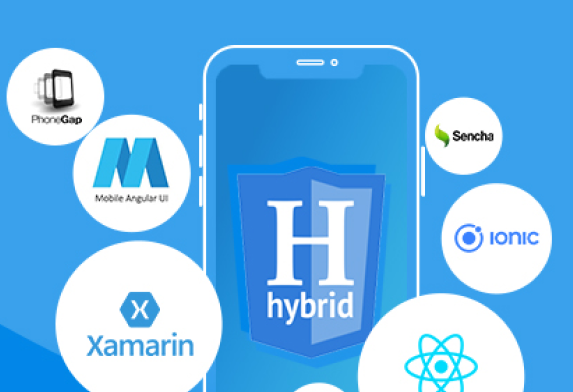 PhoneGap
Mobile Angular UI
X
Xamarin
H
hybrid
Sencha
IONIC